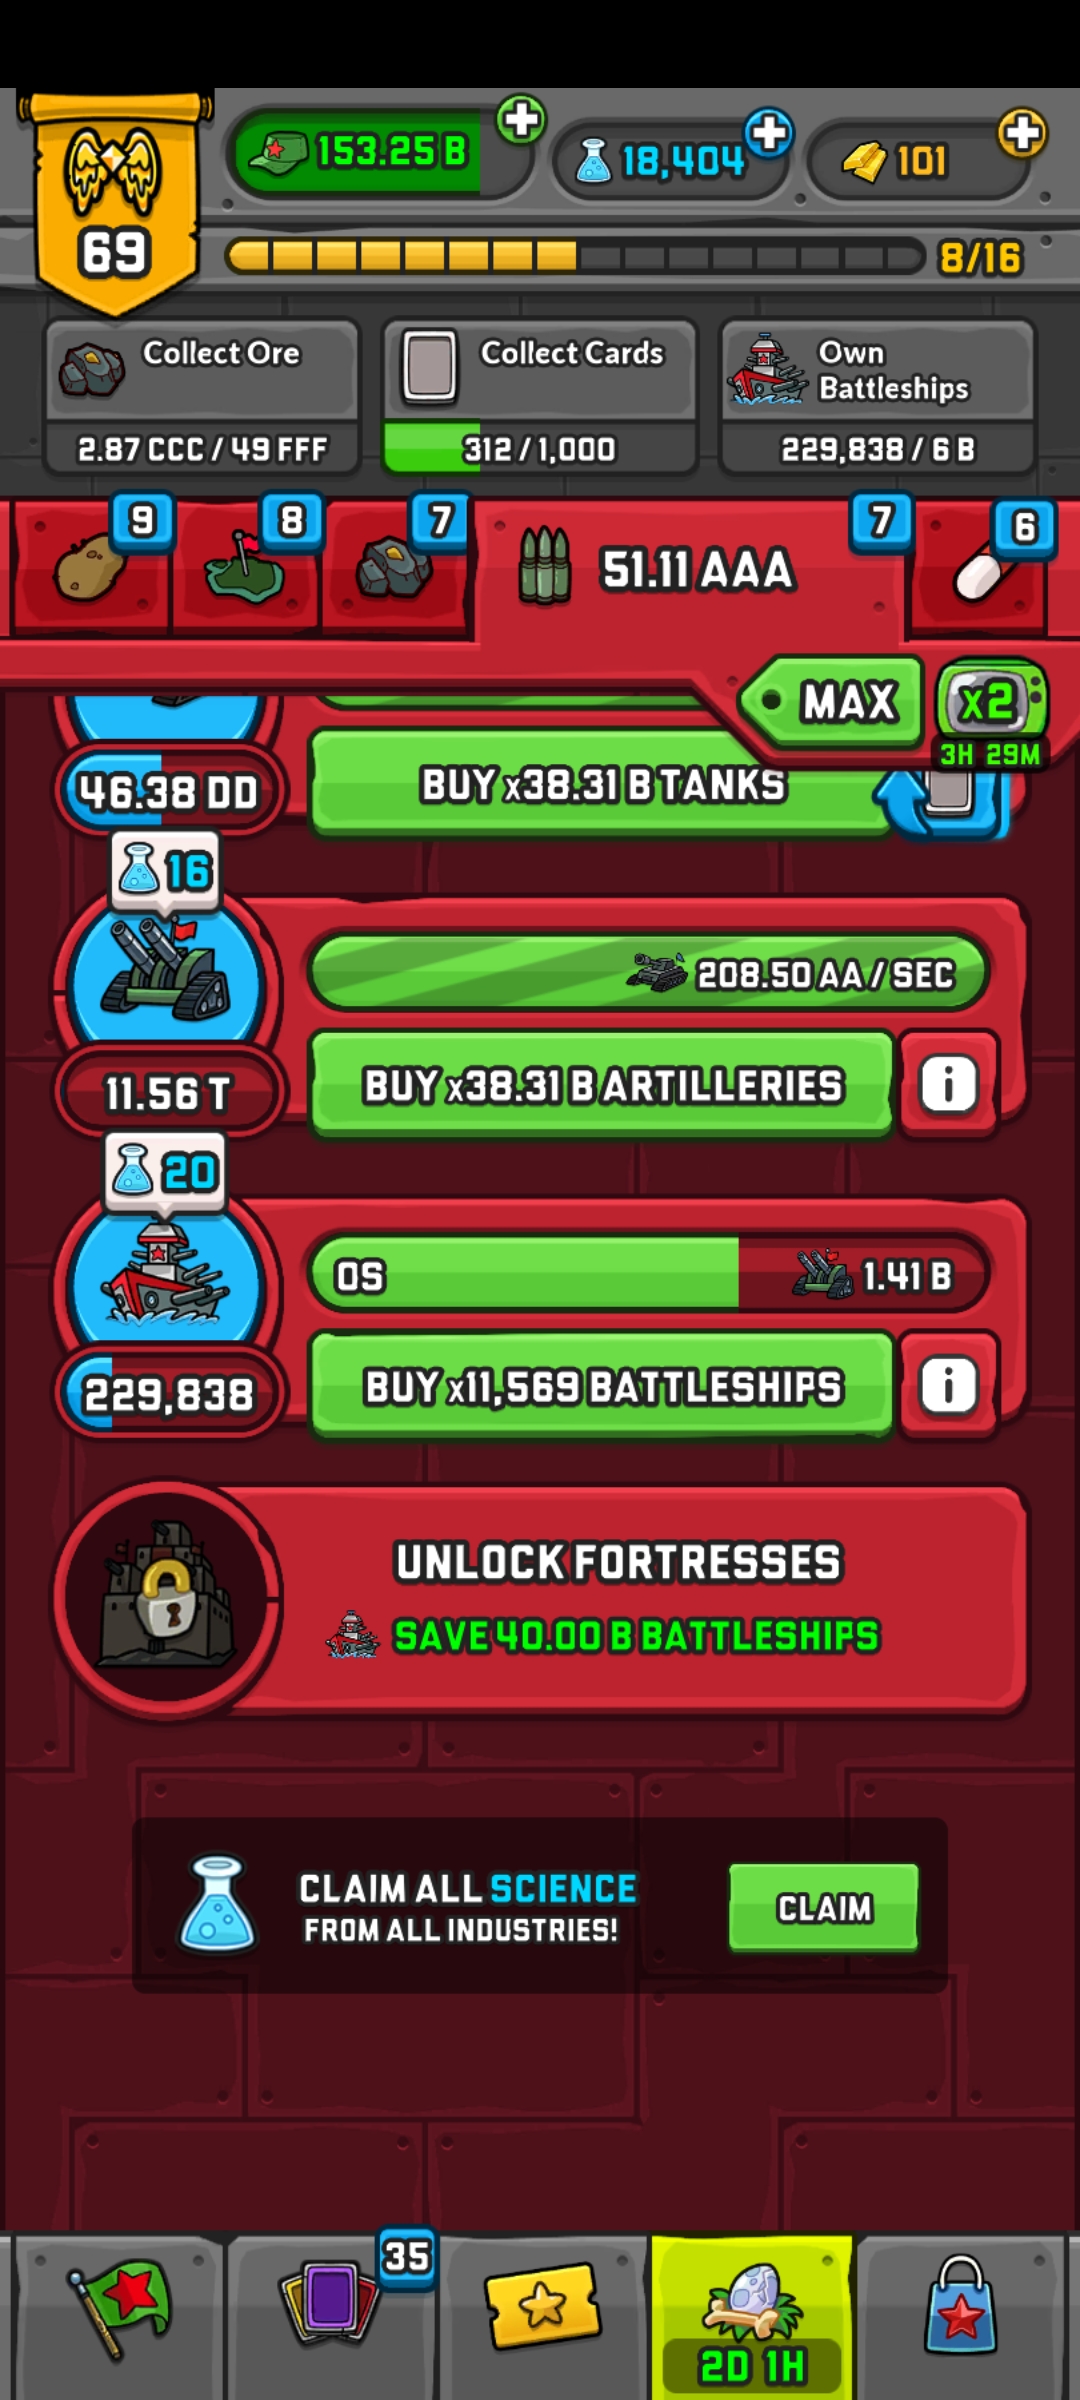 153.25 B
18,404
101
69
8/16
Collect Ore
2.87 CCC / 49 FFF
Collect Cards
312 / 1,000
Own
Battleships
229,838 / 6 B
9
8
7
51.11 AAA
7
6
MAX
x2
3H 29M
46.38 DD
BUY x38.31 B TANKS
16
208.50 AA / SEC
11.56 T
BUY x38.31 B ARTILLERIES
i
20
0S
1.41 B
229,838
BUY x11,569 BATTLESHIPS
i
UNLOCK FORTRESSES
SAVE 40.00 B BATTLESHIPS
CLAIM ALL SCIENCE
FROM ALL INDUSTRIES!
CLAIM
35
2D 1H